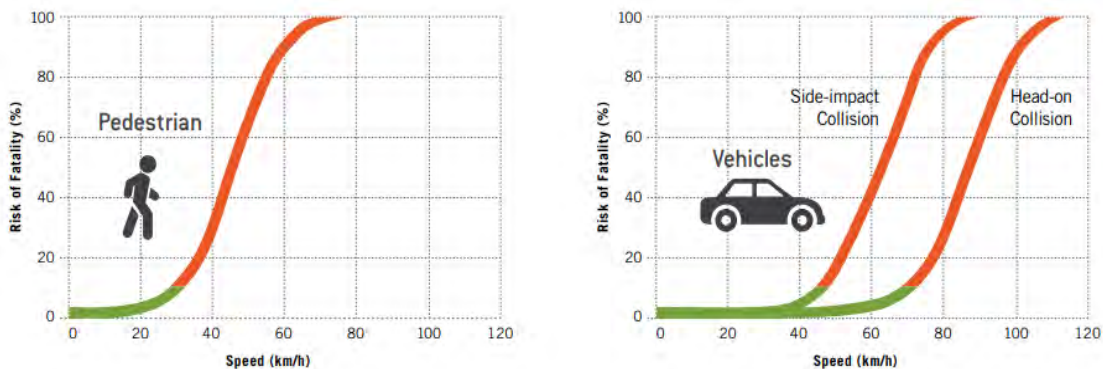 100
80
60
40
20
0
Risk of Fatality (%)
Pedestrian
0 20 40 60 80 100 120
Speed (km/h)
100
80
60
40
20
0
Risk of Fatality (%)
Side-impact
Collision
Head-on
Collision
Vehicles
0 20 40 60 80 100 120
Speed (km/h)